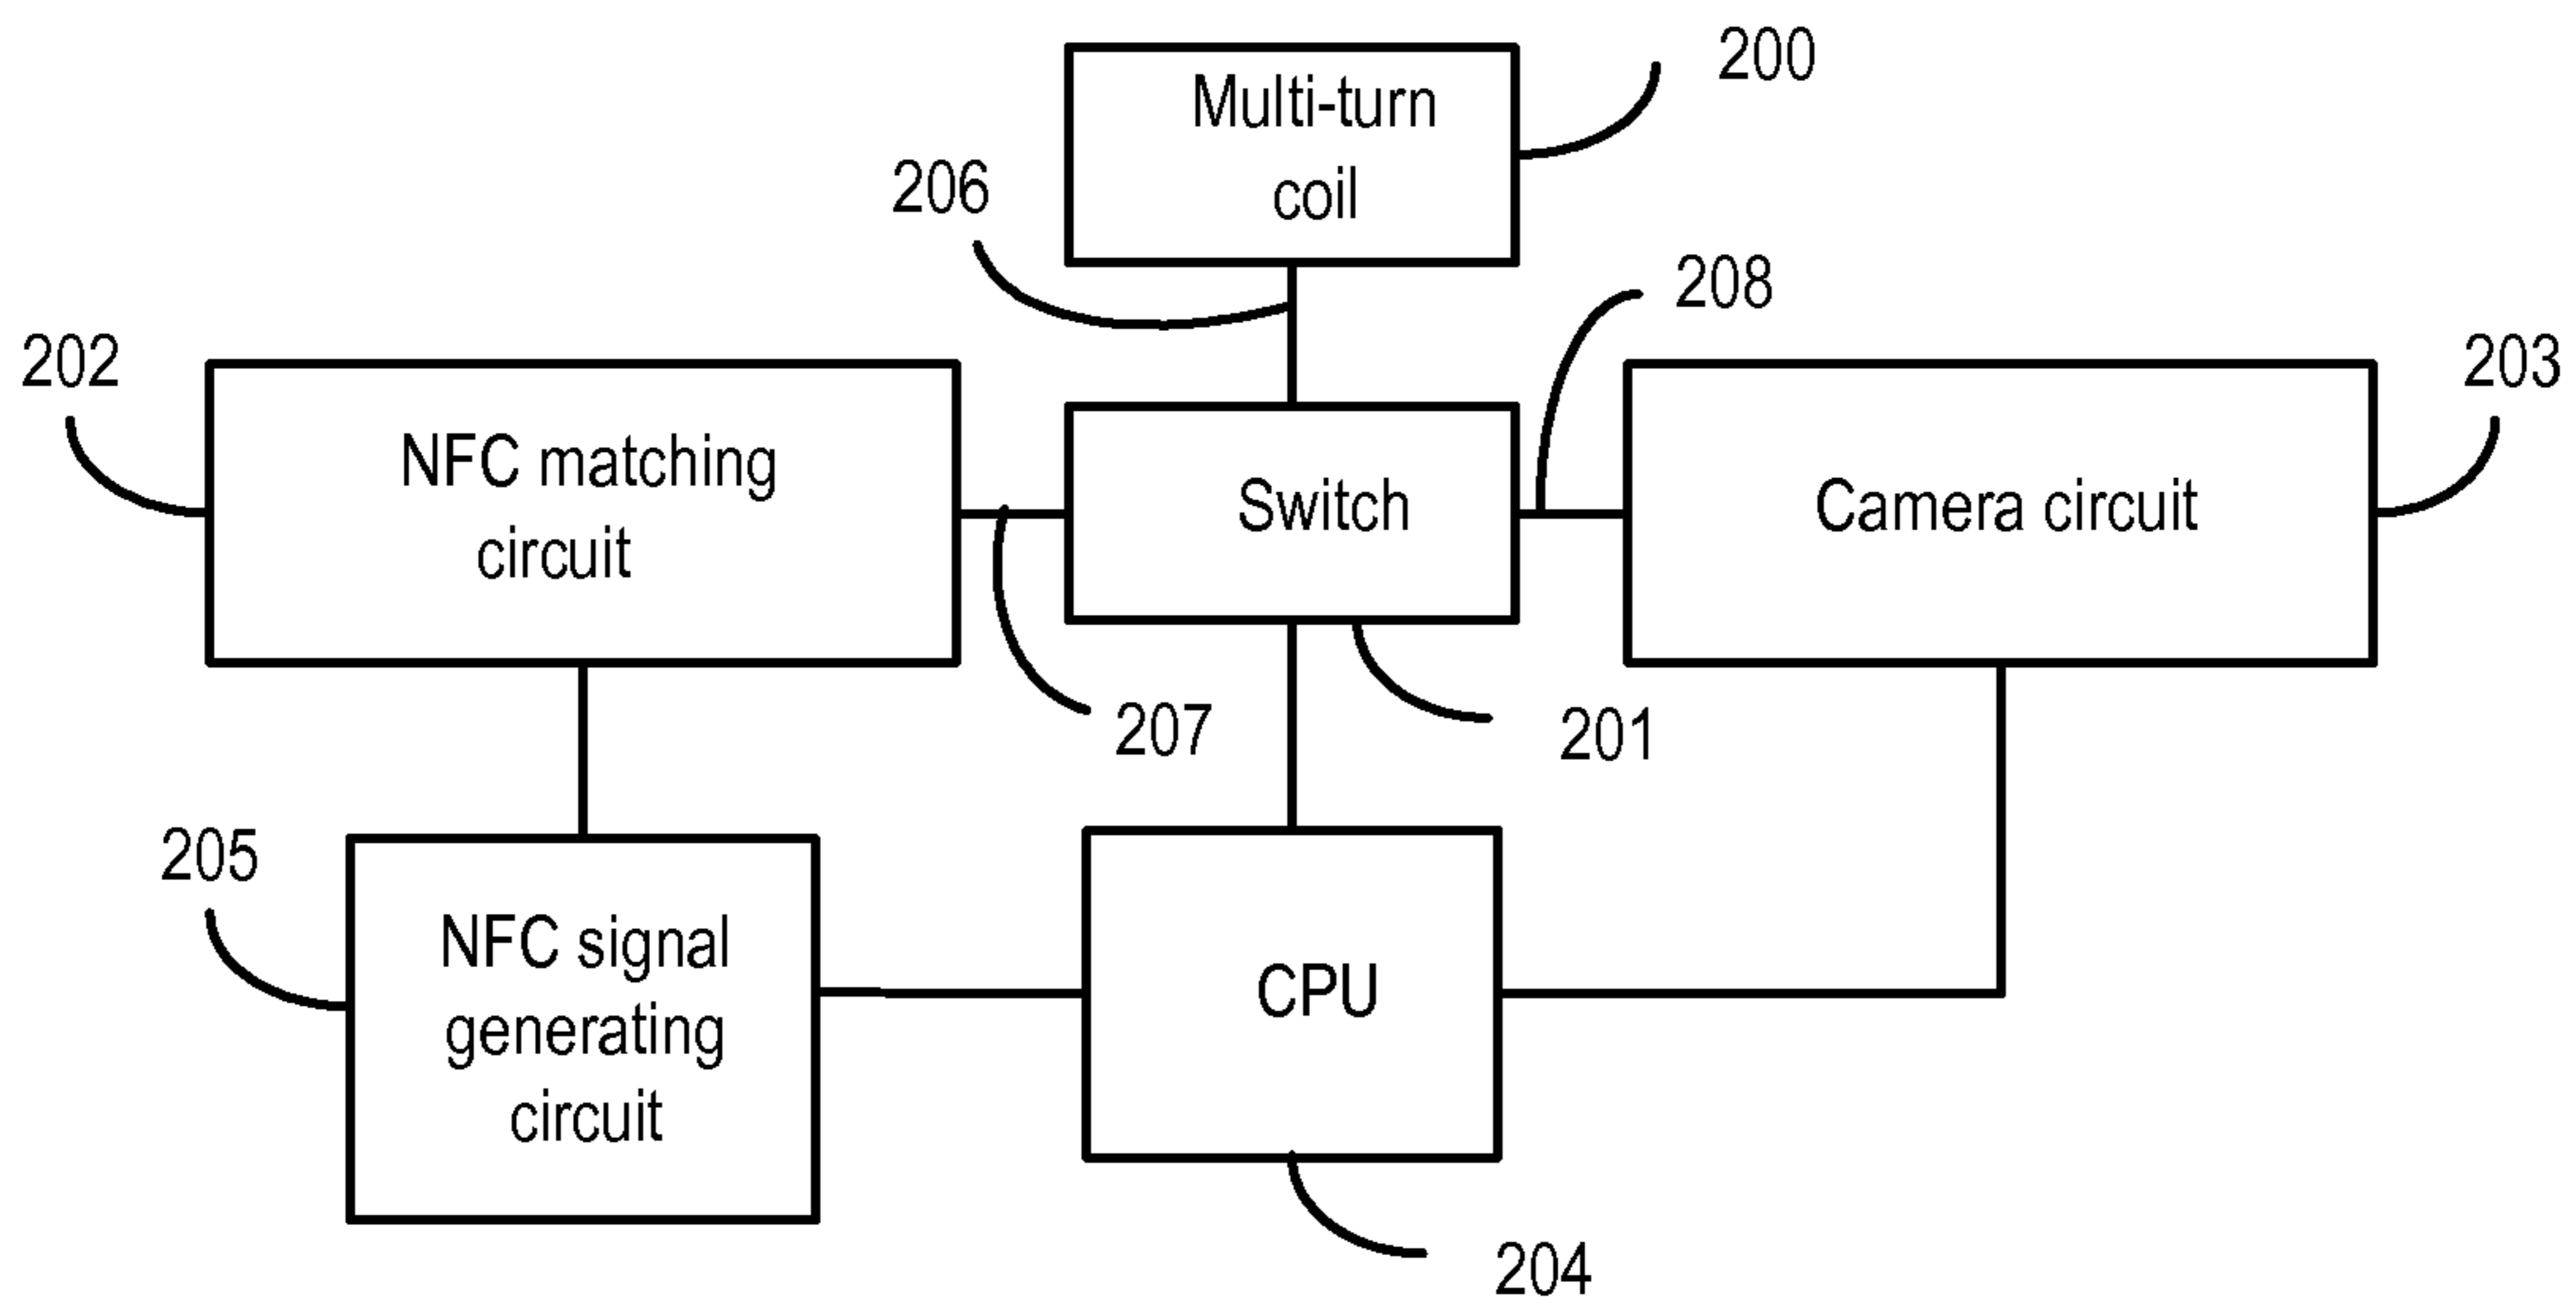 200
Multi-turn
coil
206
208
202
203
NFC matching
circuit
Switch
Camera circuit
207
201
205
NFC signal
generating
circuit
CPU
204